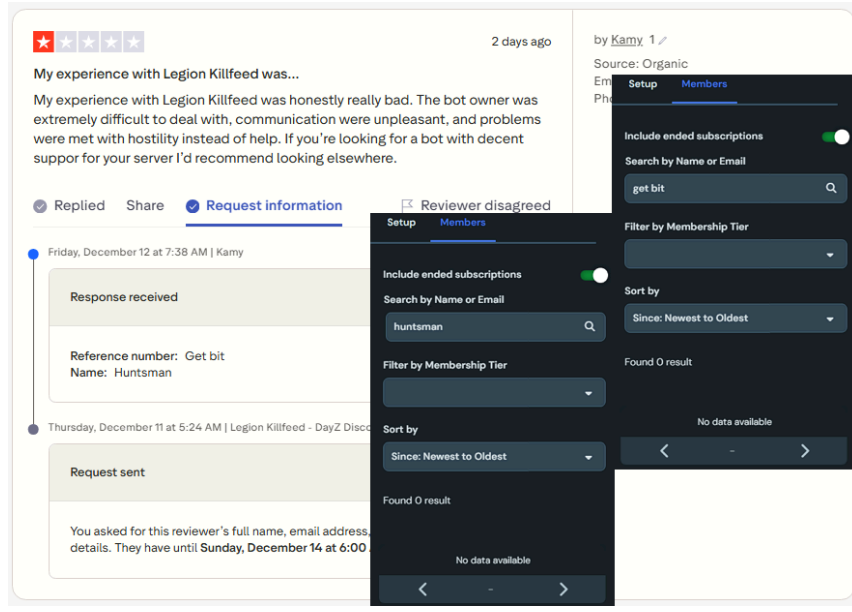 2 days ago
My experience with Legion Killfeed was...
My experience with Legion Killfeed was honestly really bad. The bot owner was
extremely difficult to deal with, communication were unpleasant, and problems
were met with hostility instead of help. If you're looking for a bot with decent
suppor for your server I'd recommend looking elsewhere.
Replied Share Request information Reviewer disagreed
Friday, December 12 at 7:38 AM | Kamy
Response received
Reference number: Get bit
Name: Huntsman
Thursday, December 11 at 5:24 AM | Legion Killfeed - DayZ Disco
Request sent
You asked for this reviewer's full name, email address,
details. They have until Sunday, December 14 at 6:00
by Kamy 1
Source: Organic
Em
Pho
Setup Members
Include ended subscriptions
Search by Name or Email
huntsman
Filter by Membership Tier
Sort by
Since: Newest to Oldest
Found 0 result
No data available
-
Setup Members
Include ended subscriptions
Search by Name or Email
get bit
Filter by Membership Tier
Sort by
Since: Newest to Oldest
Found 0 result
No data available
-